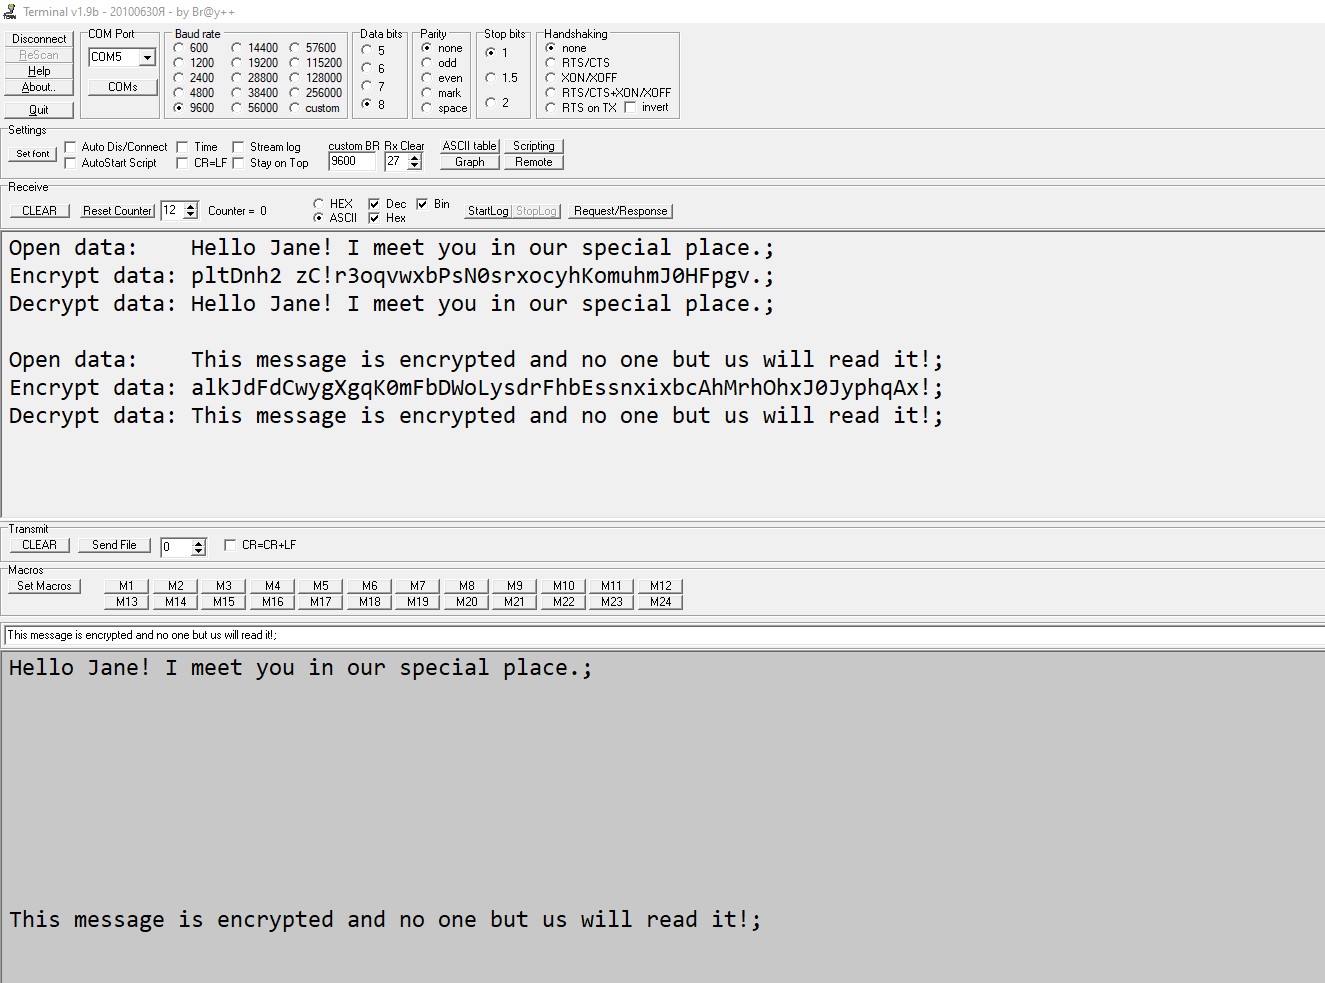 Terminal v1.9b - 20100630Я - by Br@y++
Disconnect
ReScan
Help
About..
Quit
COM Port
COM5
COMs
Baud rate
600 14400 57600
1200 19200 115200
2400 28800 128000
4800 38400 256000
9600 56000 custom
Data bits
5
6
7
8
Parity
none
odd
even
mark
space
Stop bits
1
1.5
2
Handshaking
none
RTS/CTS
XON/XOFF
RTS/CTS+XON/XOFF
RTS on TX invert
Settings
Set font
Auto Dis/Connect Time Stream log
AutoStart Script CR=LF Stay on Top
custom BR Rx Clear
9600 27
ASCII table Scripting
Graph Remote
Receive
CLEAR Reset Counter 12 Counter = 0
HEX Dec Bin
ASCII Hex
StartLog StopLog Request/Response
Open data: Hello Jane! I meet you in our special place.;
Encrypt data: pltDnh2 zC!r3oqvwxbPsN0srxocyhKomuhmJ0HFpgv.;
Decrypt data: Hello Jane! I meet you in our special place.;
Open data: This message is encrypted and no one but us will read it!;
Encrypt data: alkJdFdCwygXgqK0mFbDWoLysdrFhbEssnxixbcAhMrhOhxJ0JyphqAx!;
Decrypt data: This message is encrypted and no one but us will read it!;
Transmit
CLEAR Send File 0 CR=CR+LF
Macros
Set Macros M1 M2 M3 M4 M5 M6 M7 M8 M9 M10 M11 M12
M13 M14 M15 M16 M17 M18 M19 M20 M21 M22 M23 M24
This message is encrypted and no one but us will read it!;
Hello Jane! I meet you in our special place.;
This message is encrypted and no one but us will read it!;